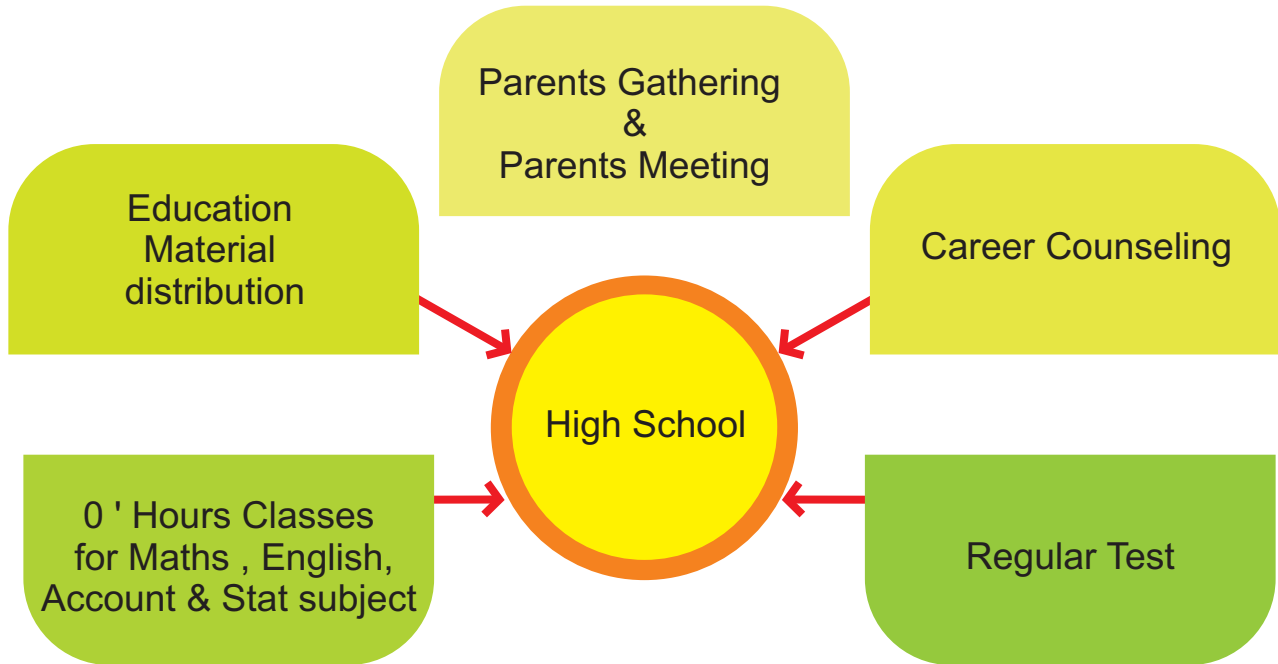 Parents Gathering
&
Parents Meeting
Education
Material
distribution
Career Counseling
High School
0 ' Hours Classes
for Maths , English,
Account & Stat subject
Regular Test